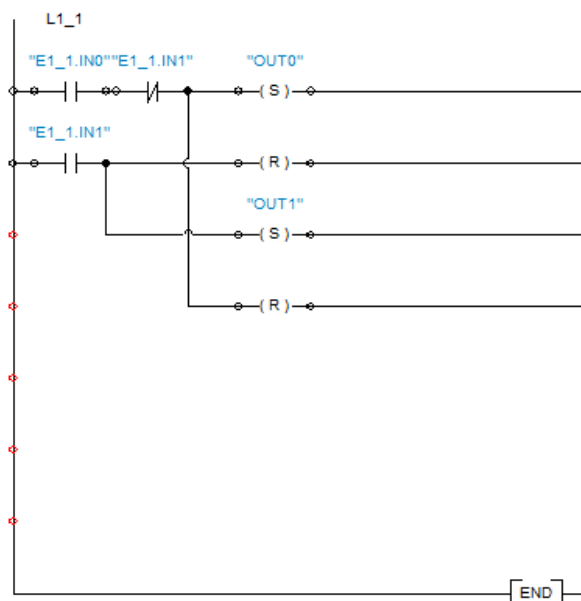 L1_1
"E1_1.IN0" "E1_1.IN1" "OUT0"
( S )
"E1_1.IN1"
( R )
"OUT1"
( S )
( R )
END